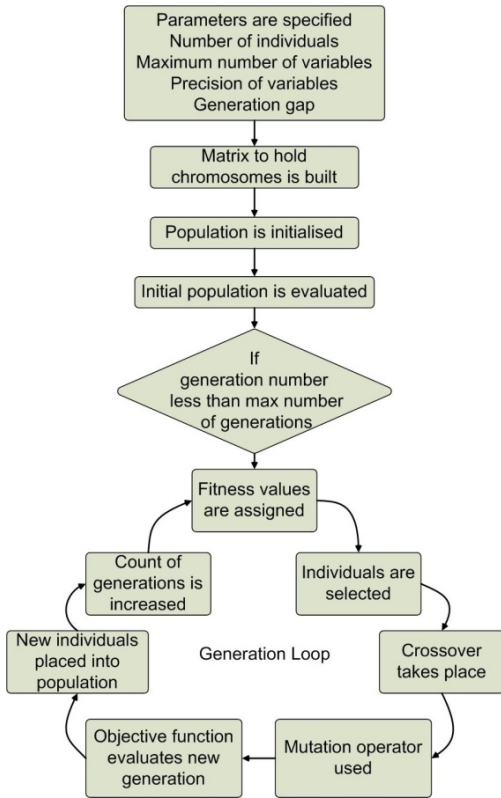 Parameters are specified
Number of individuals
Maximum number of variables
Precision of variables
Generation gap
Matrix to hold
chromosomes is built
Population is initialised
Initial population is evaluated
If
generation number
less than max number
of generations
Fitness values
are assigned
Individuals are
selected
Crossover
takes place
Mutation operator
used
Objective function
evaluates new
generation
New individuals
placed into
population
Count of
generations is
increased
Generation Loop